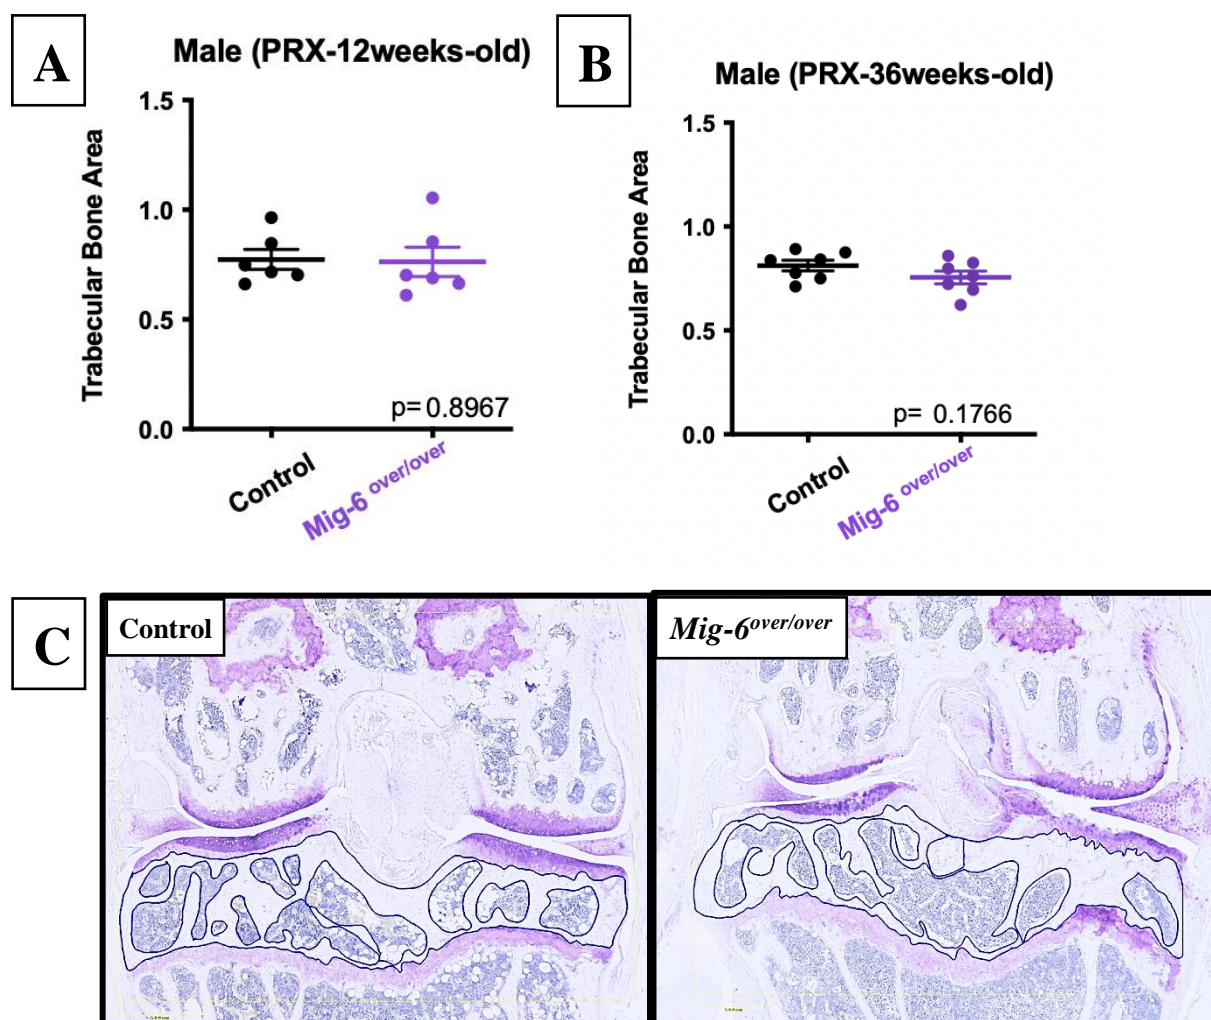 A
Male (PRX-12weeks-old)
Trabecular Bone Area
1.5
1.0
0.5
0.0
p= 0.8967
Control
Mig-6 over/over
B
Male (PRX-36weeks-old)
Trabecular Bone Area
1.5
1.0
0.5
0.0
p= 0.1766
Control
Mig-6 over/over
C
Control
Mig-6over/over